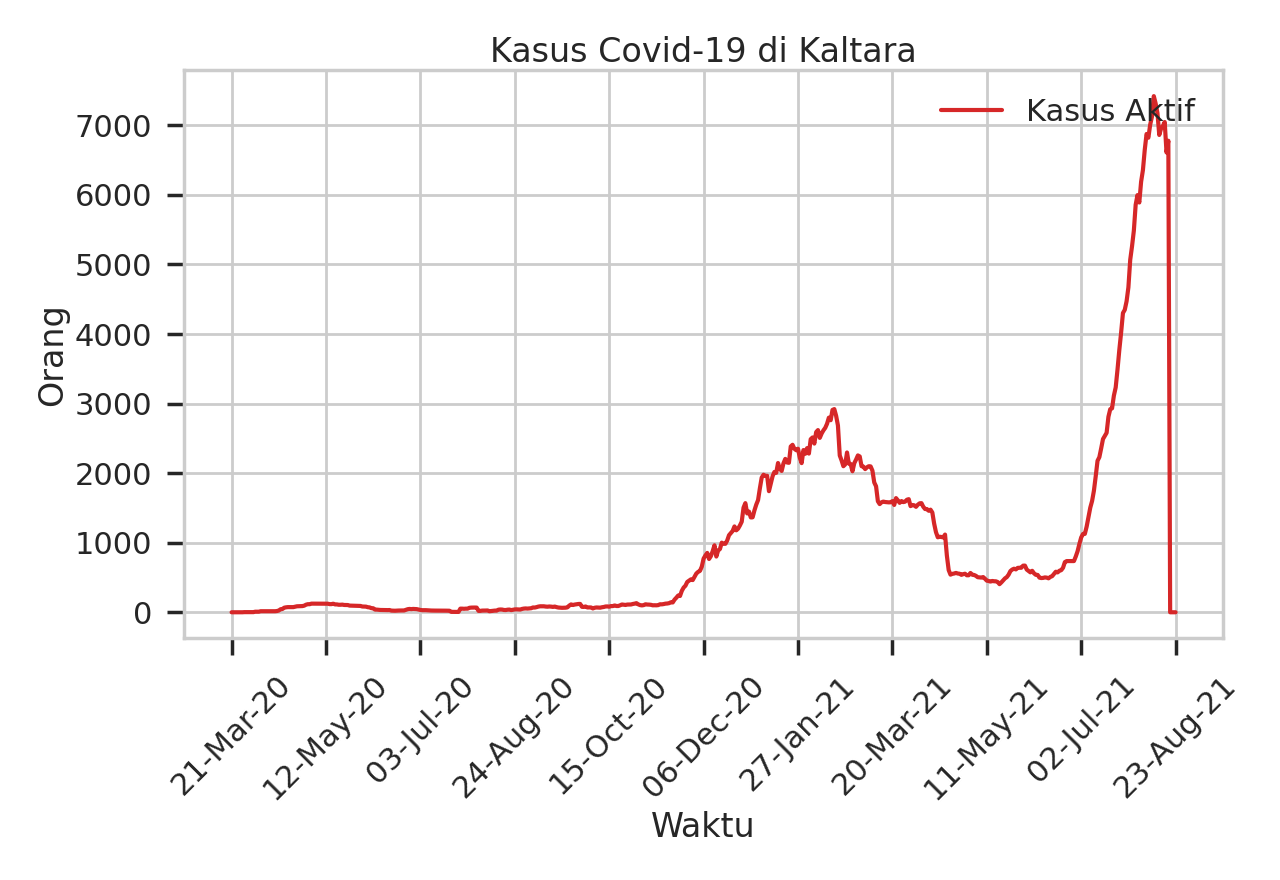 Kasus Covid-19 di Kaltara
Kasus Aktif
7000
6000
5000
4000
3000
2000
1000
0
Orang
21-Mar-20
12-May-20
03-Jul-20
24-Aug-20
15-Oct-20
06-Dec-20
27-Jan-21
20-Mar-21
11-May-21
02-Jul-21
23-Aug-21
Waktu